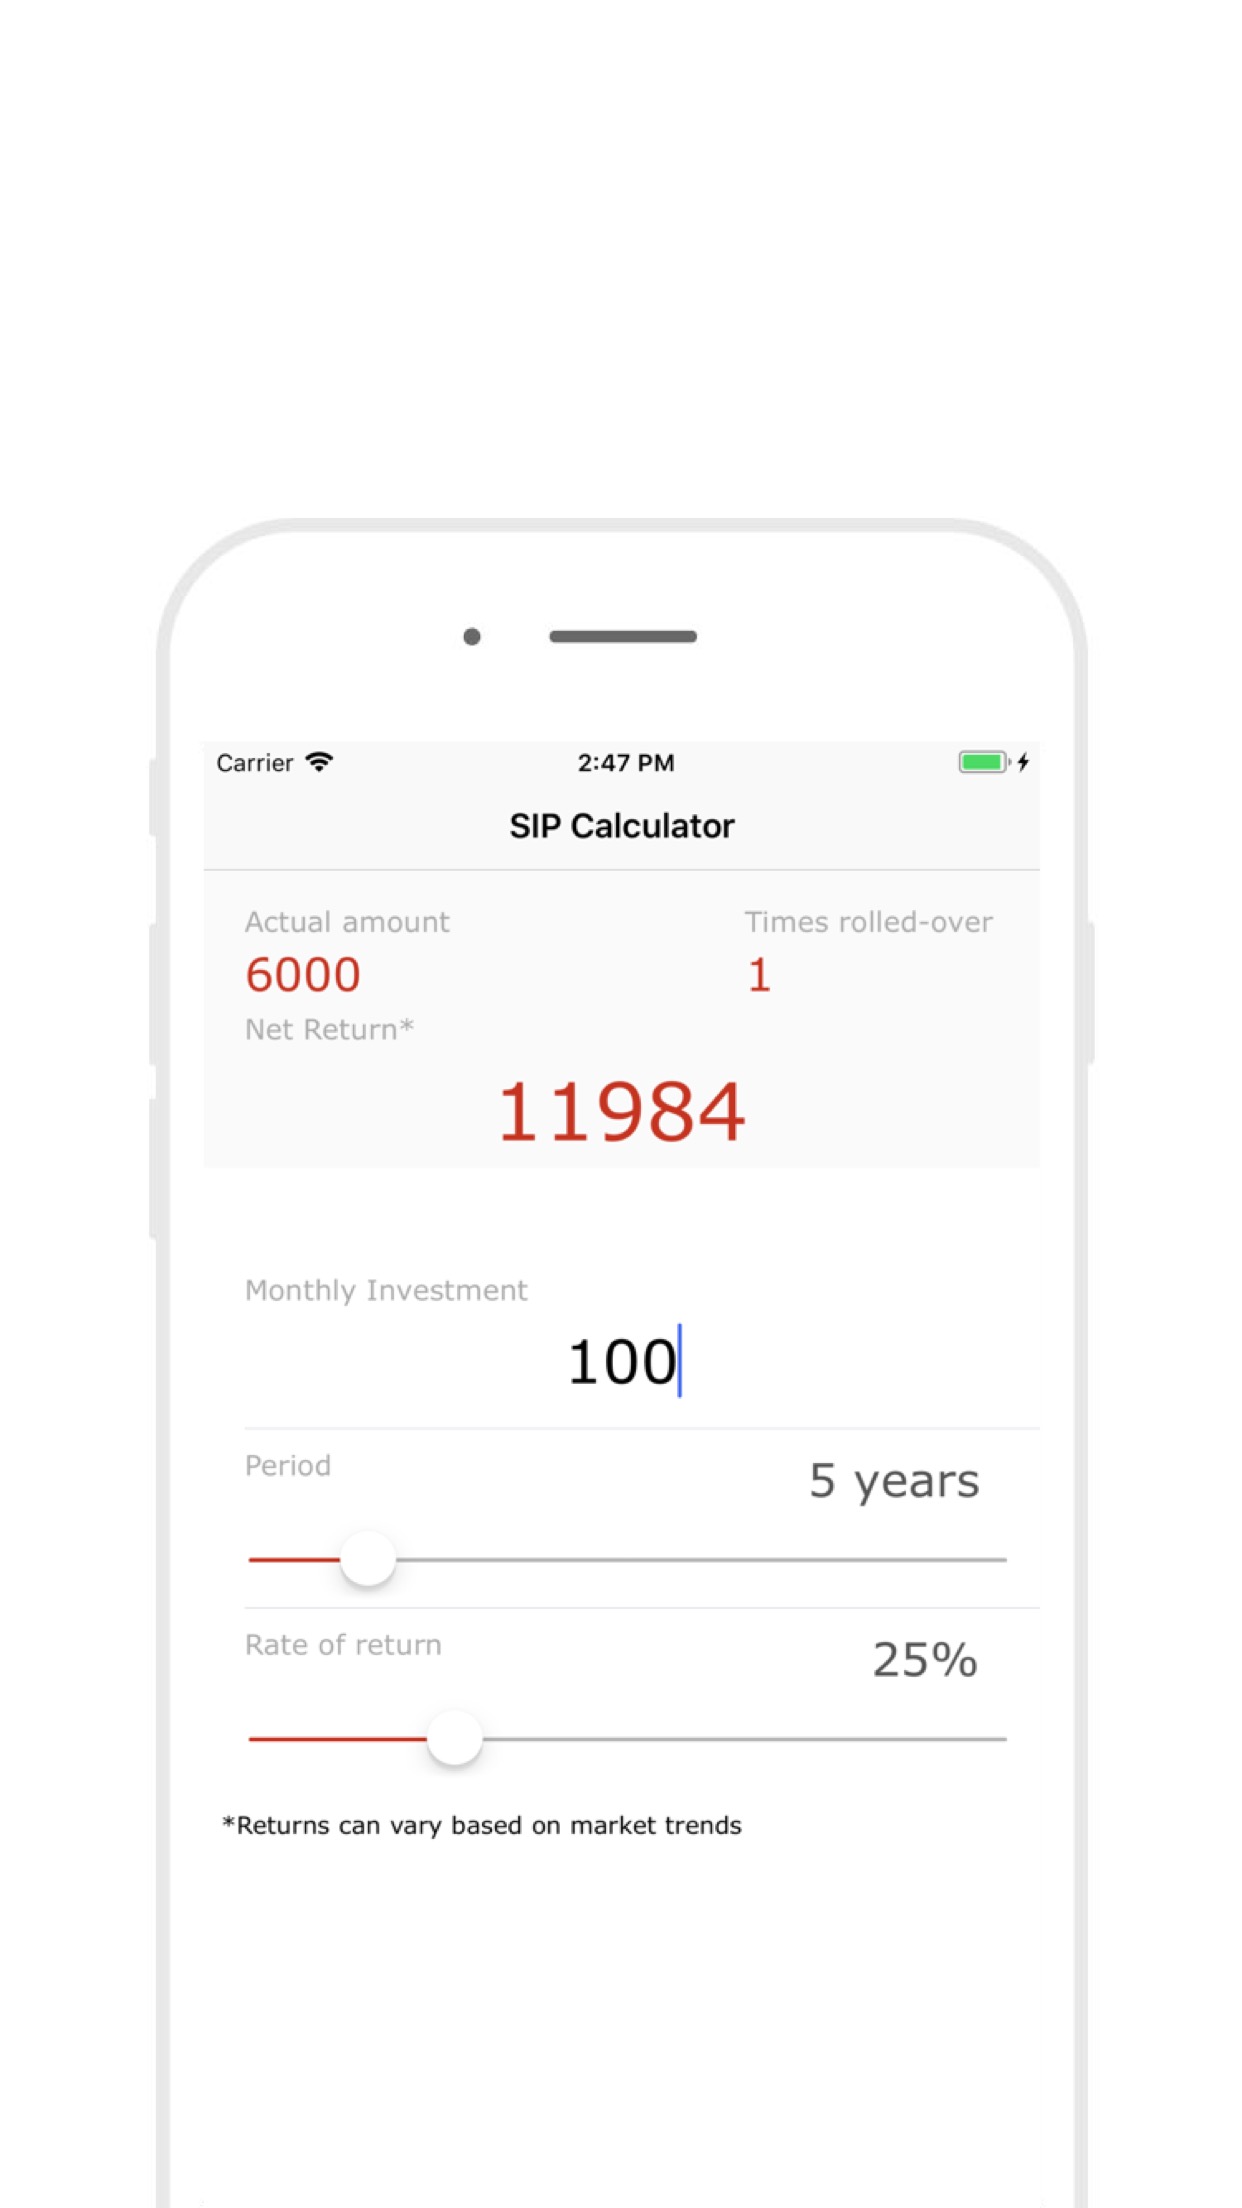 Carrier 2:47 PM
SIP Calculator
Actual amount Times rolled-over
6000 1
Net Return*
11984
Monthly Investment
100
Period 5 years
Rate of return 25%
*Returns can vary based on market trends